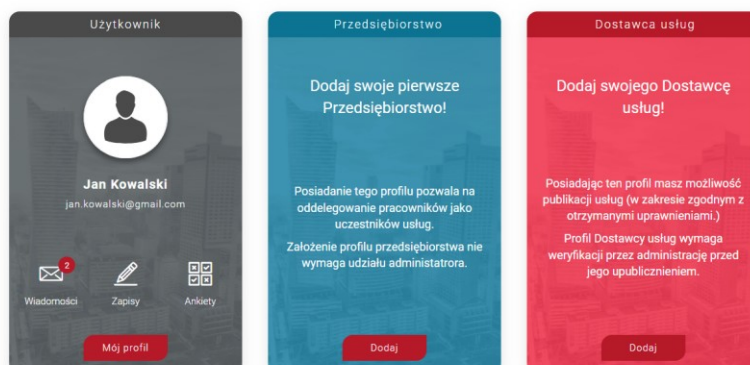 Użytkownik
Jan Kowalski
jan.kowalski@gmail.com
2
Wiadomości
Zapisy
Ankiety
Mój profil
Przedsiębiorstwo
Dodaj swoje pierwsze
Przedsiębiorstwo!
Posiadanie tego profilu pozwala na
oddelegowanie pracowników jako
uczestników usług.
Założenie profilu przedsiębiorstwa nie
wymaga udziału administratora.
Dodaj
Dostawca usług
Dodaj swojego Dostawcę
usług!
Posiadając ten profil masz możliwość
publikacji usług (w zakresie zgodnym z
otrzymanymi uprawnieniami.)
Profil Dostawcy usług wymaga
weryfikacji przez administrację przed
jego upublicznieniem.
Dodaj